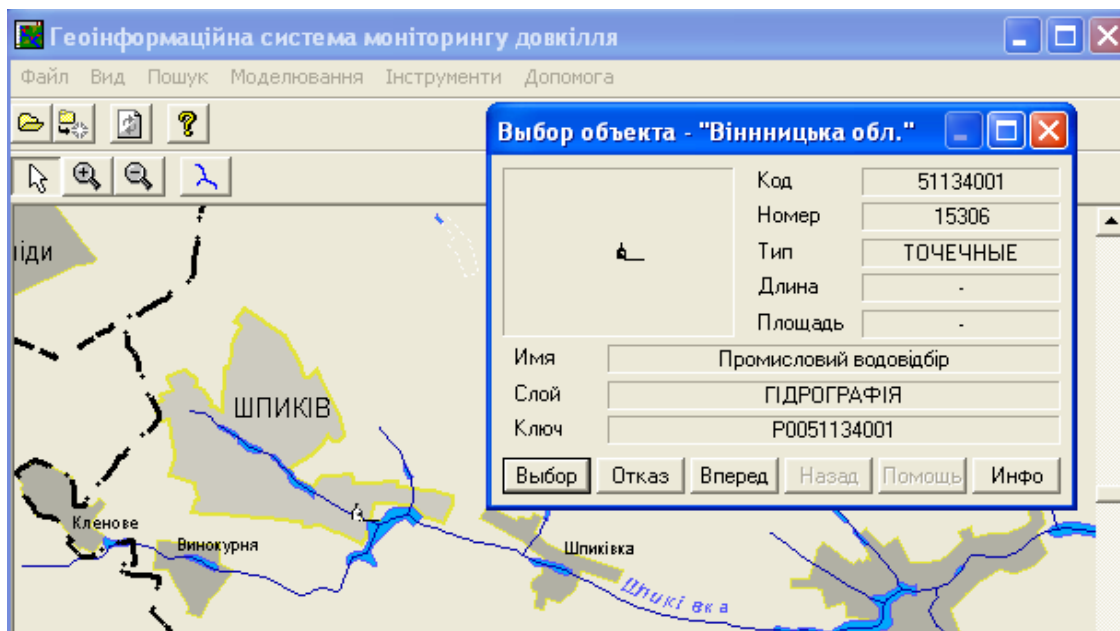 Геоінформаційна система моніторингу довкілля
Файл Вид Пошук Моделювання Інструменти Допомога
Выбор объекта - "Віннницька обл."
Код 51134001
Номер 15306
Тип ТОЧЕЧНЫЕ
Длина -
Площадь -
Имя Промисловий водовідбір
Слой ГІДРОГРАФІЯ
Ключ P0051134001
Выбор Отказ Вперед Назад Помощь Инфо
іди
ШПИКІВ
Кленове
Винокурня
Шпиківка
Шпиківка